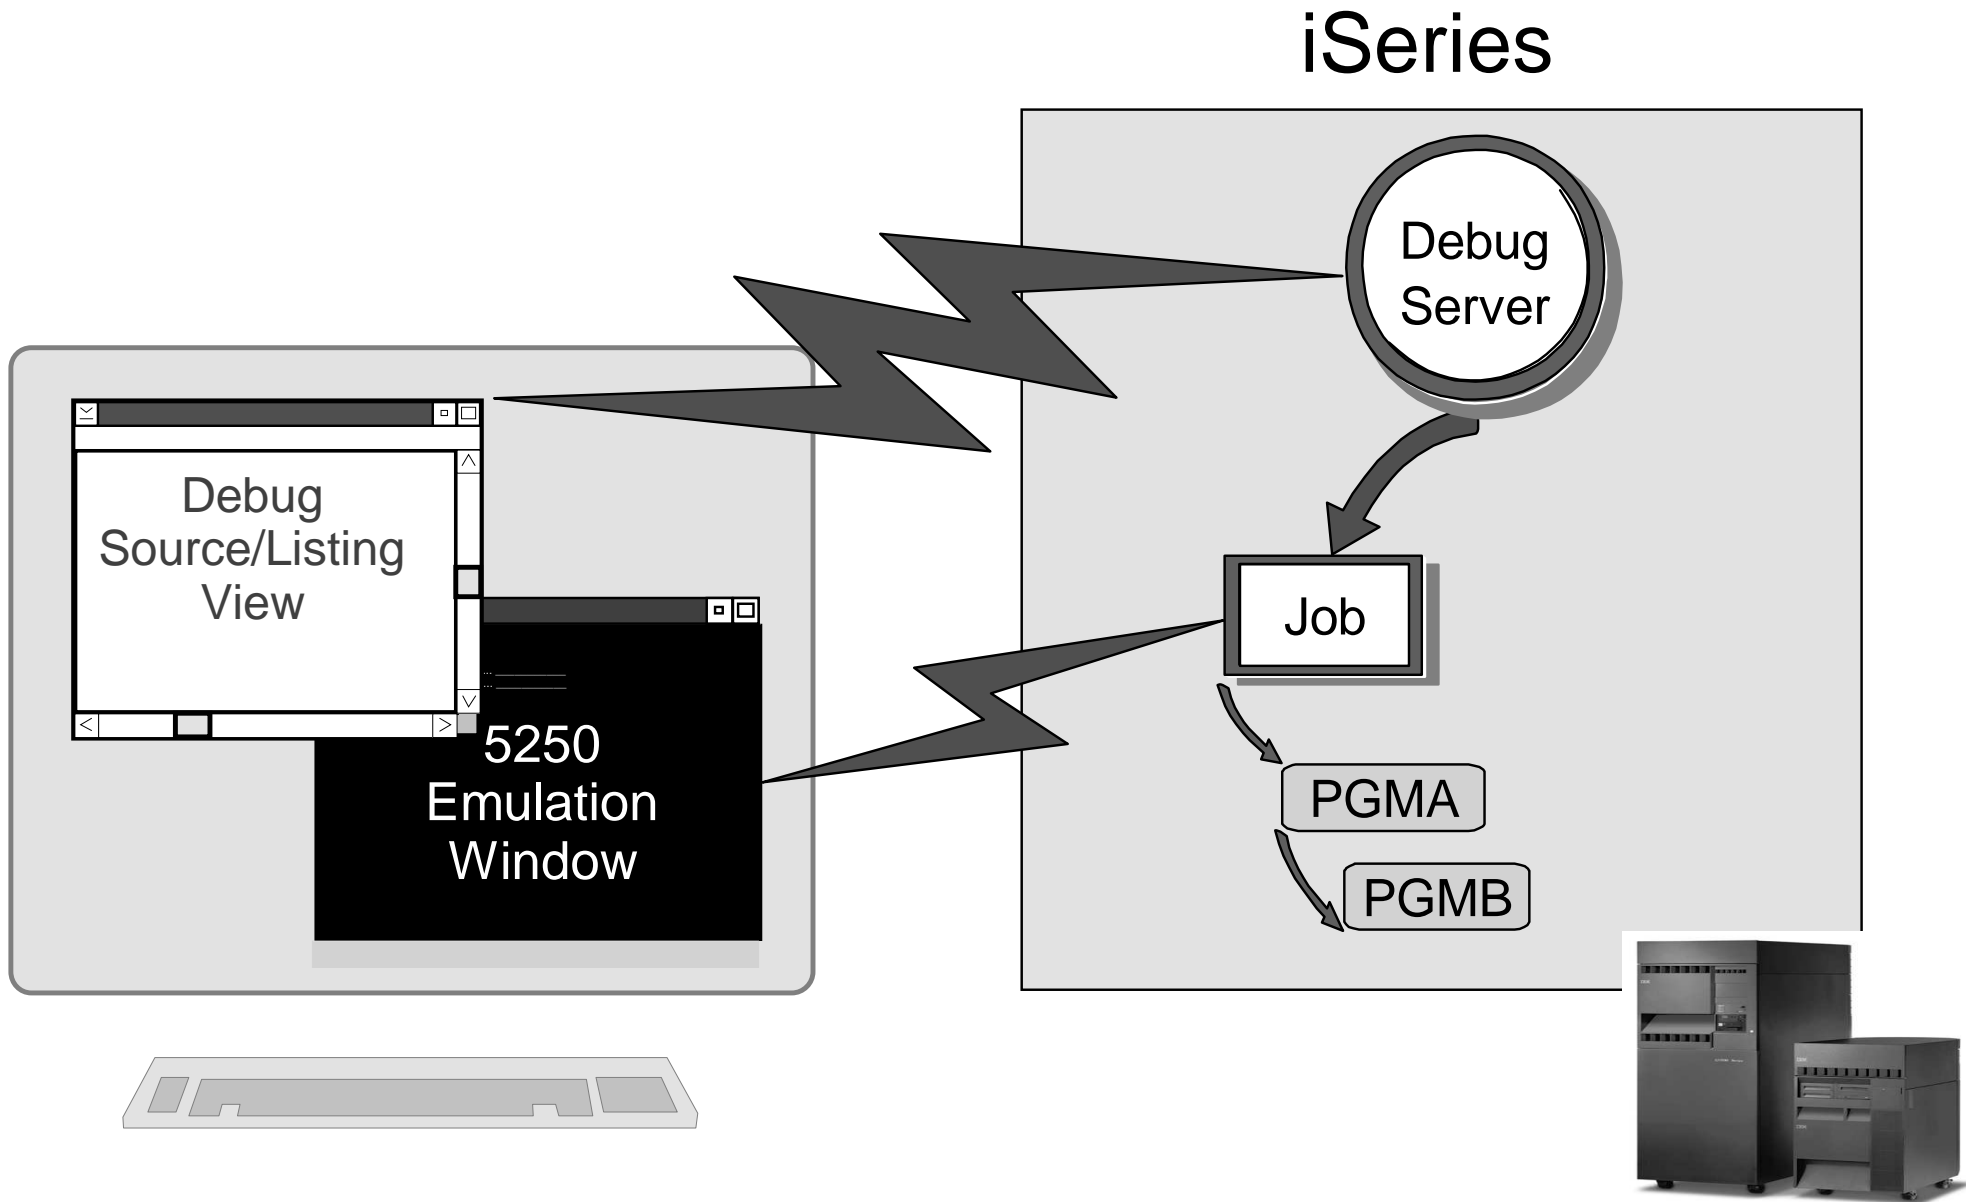 iSeries
Debug
Server
Debug
Source/Listing
View
Job
5250
Emulation
Window
PGMA
PGMB